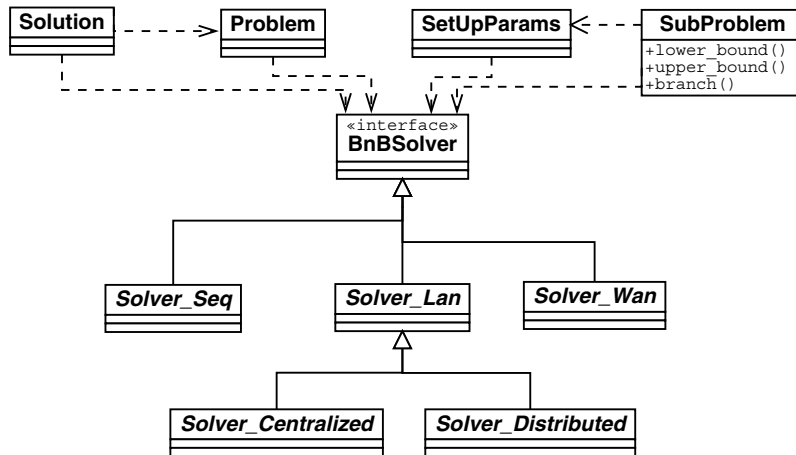 Solution
Problem
SetUpParams
SubProblem
+lower_bound()
+upper_bound()
+branch()
«interface»
BnBSolver
Solver_Seq
Solver_Lan
Solver_Wan
Solver_Centralized
Solver_Distributed